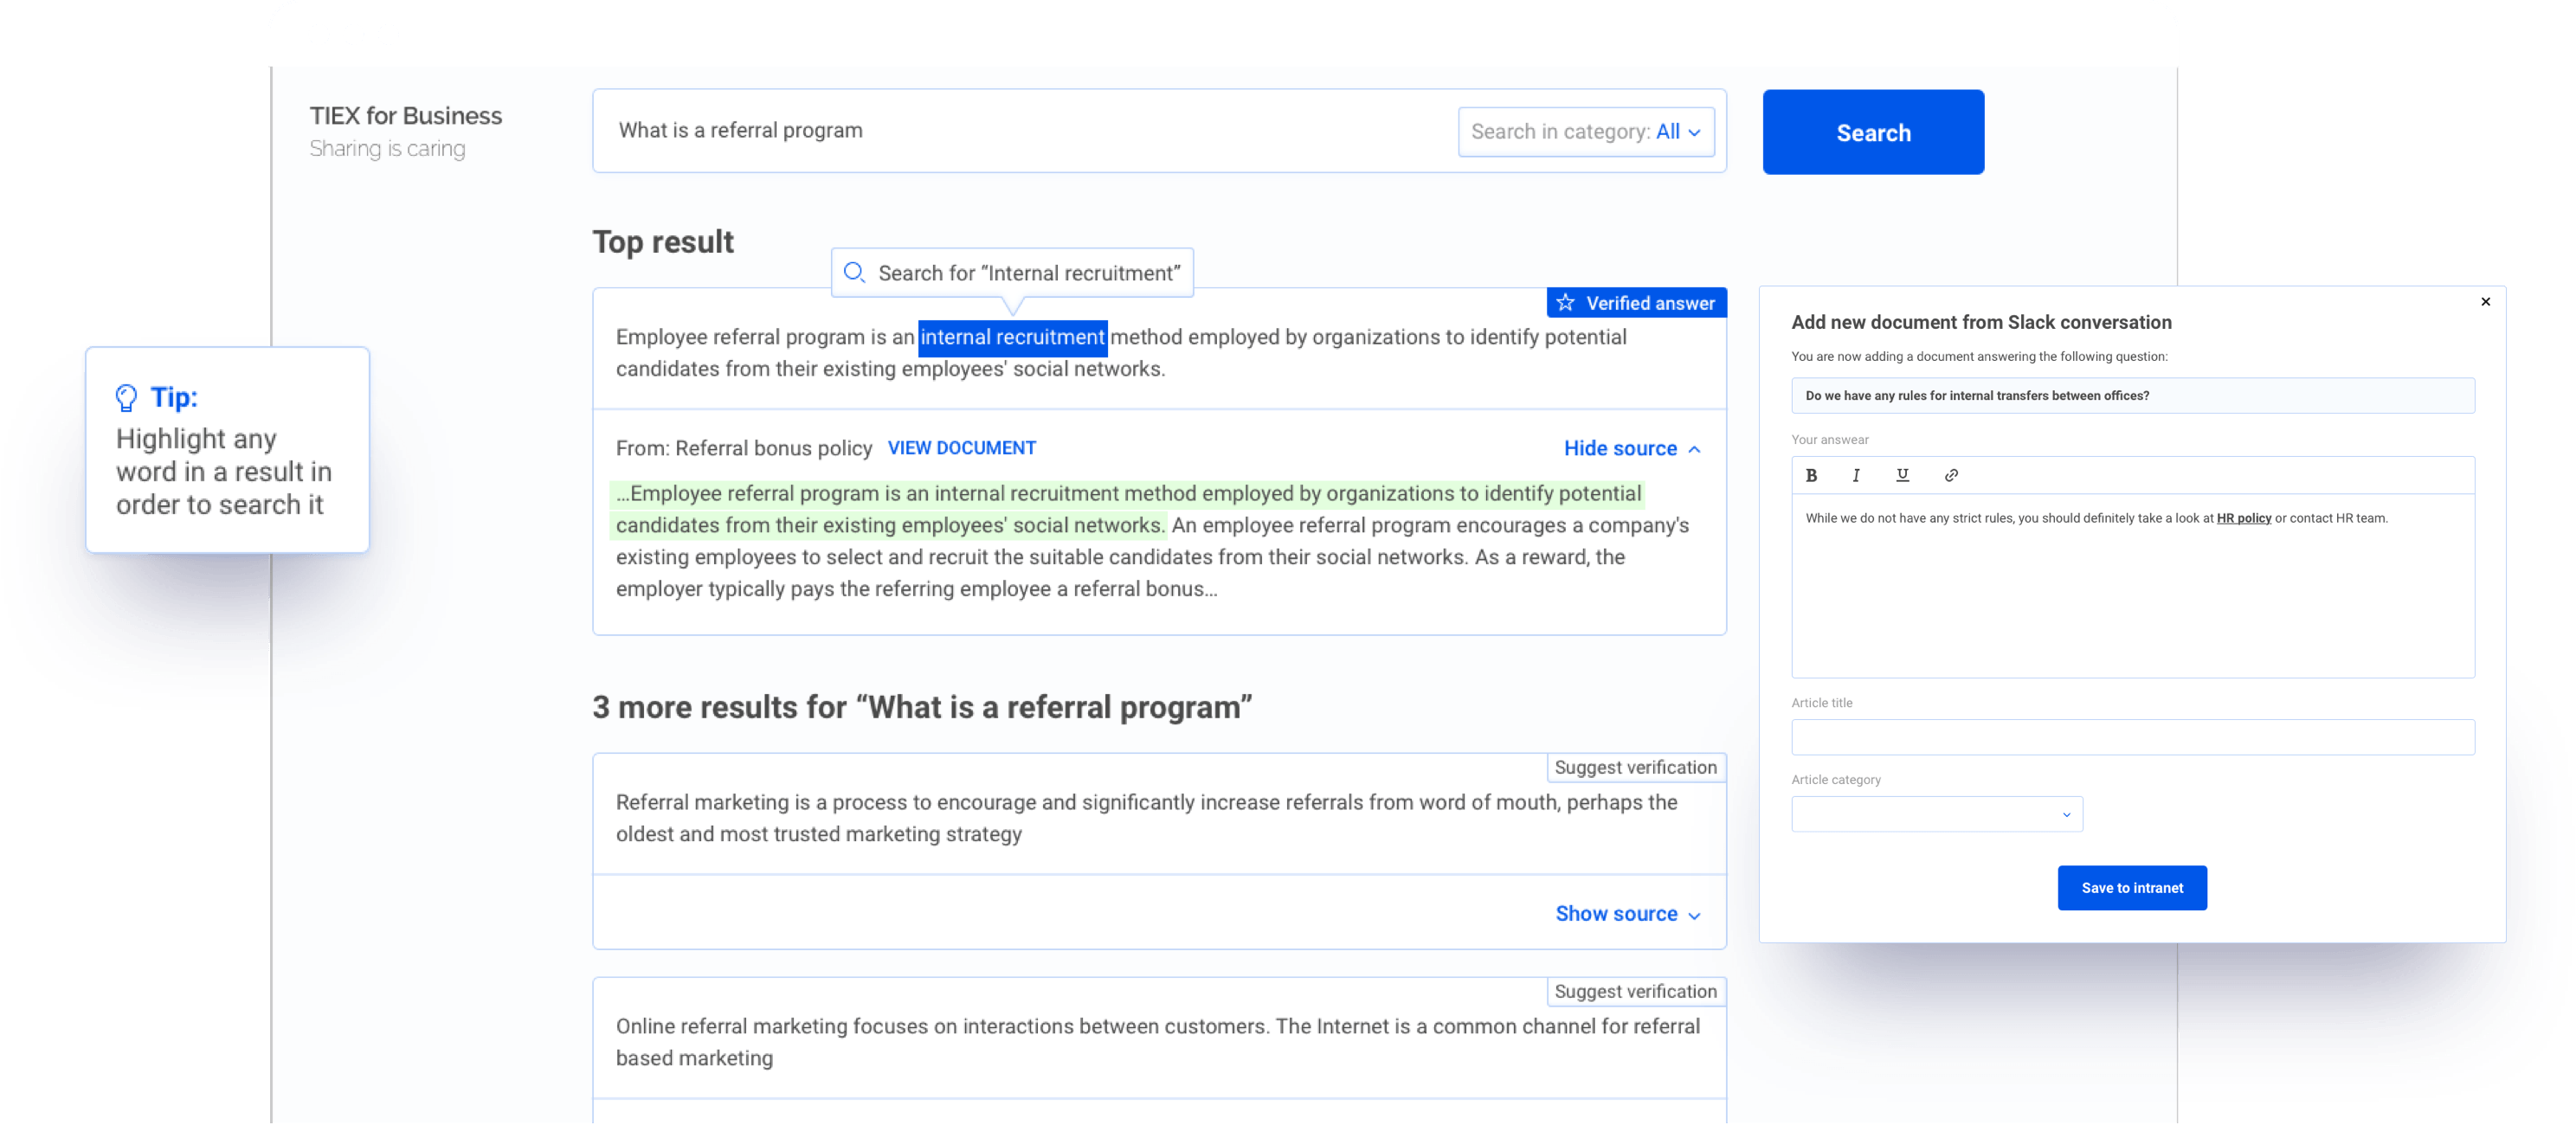 TIEX for Business
Sharing is caring
What is a referral program
Search in category: All
Search
Top result
Search for “Internal recruitment”
Verified answer
Employee referral program is an internal recruitment method employed by organizations to identify potential
candidates from their existing employees' social networks.
From: Referral bonus policy VIEW DOCUMENT
Hide source
...Employee referral program is an internal recruitment method employed by organizations to identify potential
candidates from their existing employees' social networks. An employee referral program encourages a company's
existing employees to select and recruit the suitable candidates from their social networks. As a reward, the
employer typically pays the referring employee a referral bonus...
3 more results for “What is a referral program”
Suggest verification
Referral marketing is a process to encourage and significantly increase referrals from word of mouth, perhaps the
oldest and most trusted marketing strategy
Show source
Suggest verification
Online referral marketing focuses on interactions between customers. The Internet is a common channel for referral
based marketing
Tip:
Highlight any
word in a result in
order to search it
Add new document from Slack conversation
You are now adding a document answering the following question:
Do we have any rules for internal transfers between offices?
Your answear
B I U
While we do not have any strict rules, you should definitely take a look at HR policy or contact HR team.
Article title
Article category
Save to intranet